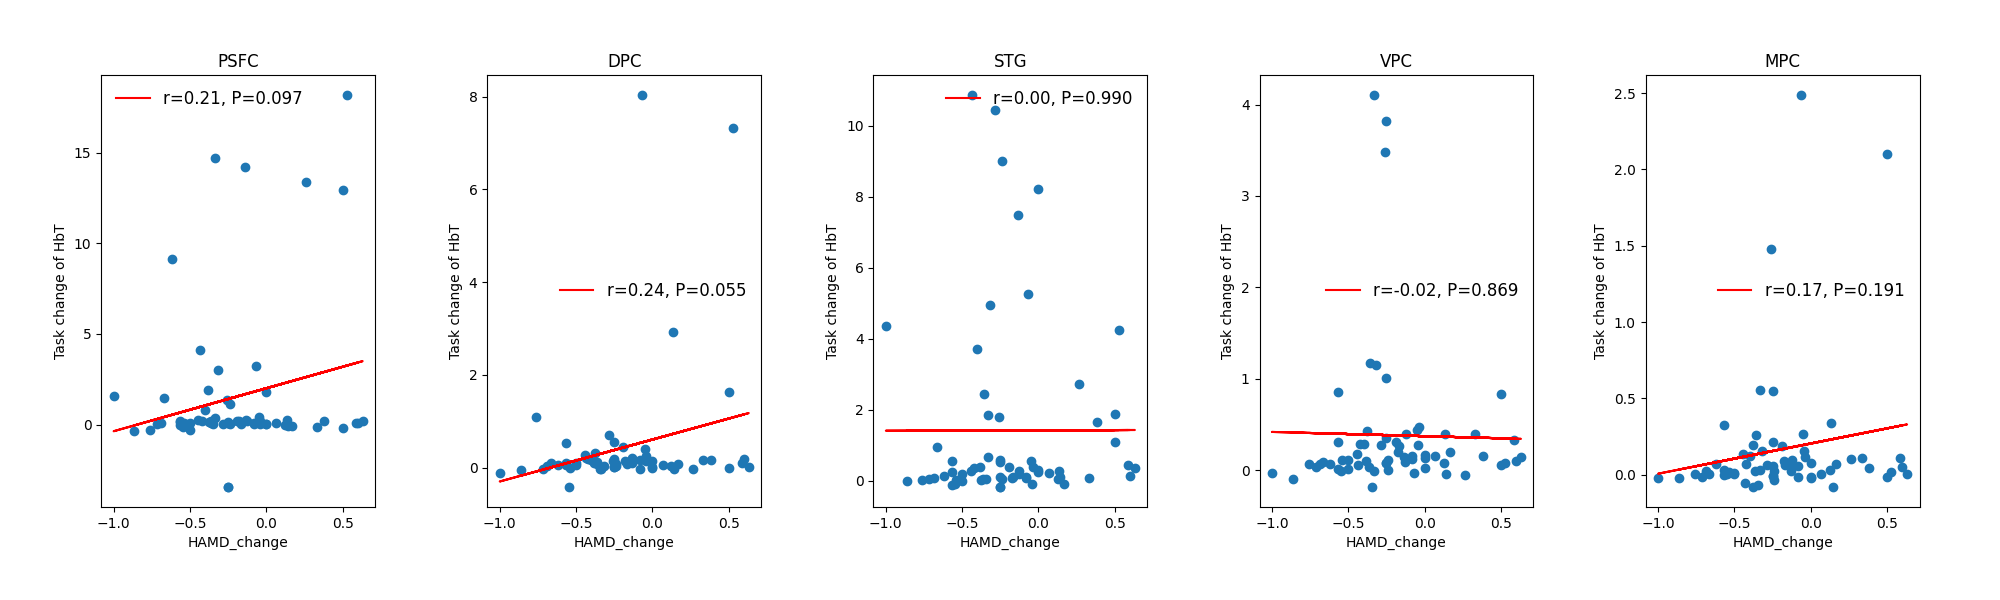 PSFC
r=0.21, P=0.097
Task change of HbT
15
10
5
0
−1.0 −0.5 0.0 0.5
HAMD_change
DPC
r=0.24, P=0.055
Task change of HbT
8
6
4
2
0
−1.0 −0.5 0.0 0.5
HAMD_change
STG
r=0.00, P=0.990
Task change of HbT
10
8
6
4
2
0
−1.0 −0.5 0.0 0.5
HAMD_change
VPC
r=-0.02, P=0.869
Task change of HbT
4
3
2
1
0
−1.0 −0.5 0.0 0.5
HAMD_change
MPC
r=0.17, P=0.191
Task change of HbT
2.5
2.0
1.5
1.0
0.5
0.0
−1.0 −0.5 0.0 0.5
HAMD_change